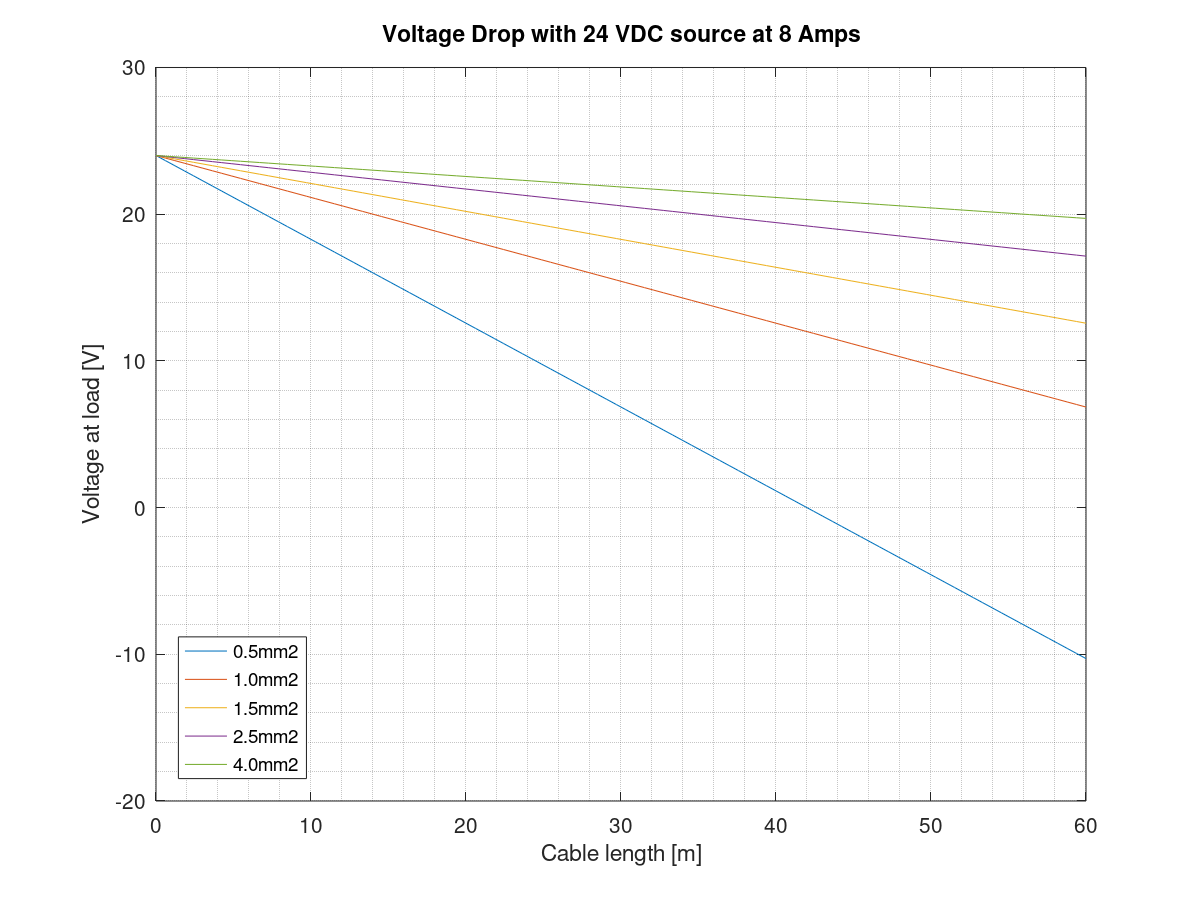 Voltage Drop with 24 VDC source at 8 Amps
30
20
10
0
-10
-20
Voltage at load [V]
0.5mm2
1.0mm2
1.5mm2
2.5mm2
4.0mm2
0 10 20 30 40 50 60
Cable length [m]